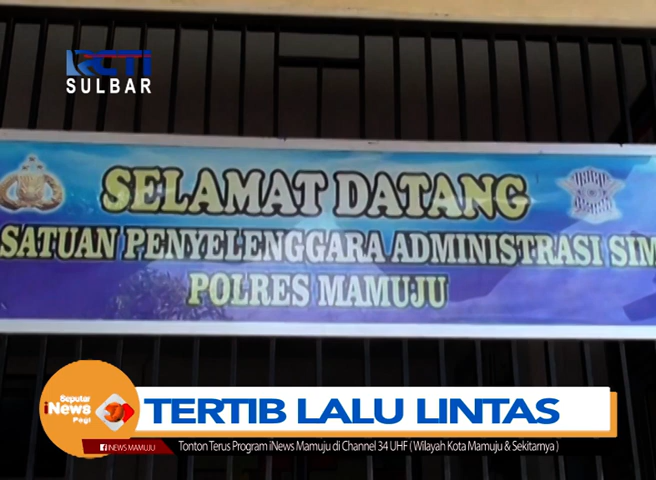 RCTI
SULBAR
SELAMAT DATANG
SATUAN PENYELENGGARA ADMINISTRASI SIM
POLRES MAMUJU
Seputar
iNews
Pagi
TERTIB LALU LINTAS
INEWS MAMUJU
Tonton Terus Program iNews Mamuju di Channel 34 UHF ( Wilayah Kota Mamuju & Sekitarnya )